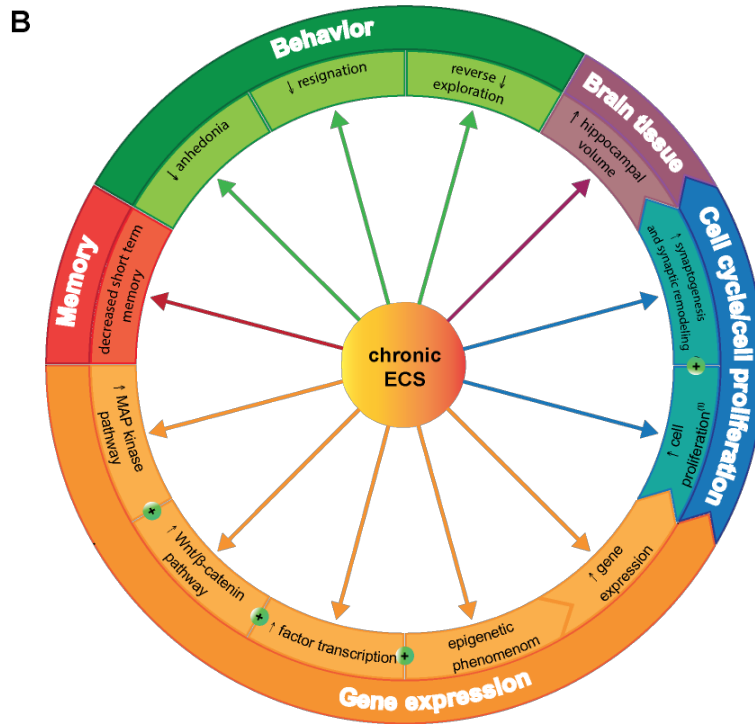 B
Behavior
↓ anhedonia
↓ resignation
reverse ↓
exploration
Brain tissue
↑ hippocampal
volume
Cell cycle/cell proliferation
↑ synaptogenesis
and synaptic remodeling
+
↑ cell
proliferation(I)
Gene expression
↑ gene
expression
epigenetic
phenomenom
+
↑ factor transcription
+
↑ Wnt/β-catenin
pathway
+
↑ MAP kinase
pathway
Memory
decreased short term
memory
chronic
ECS